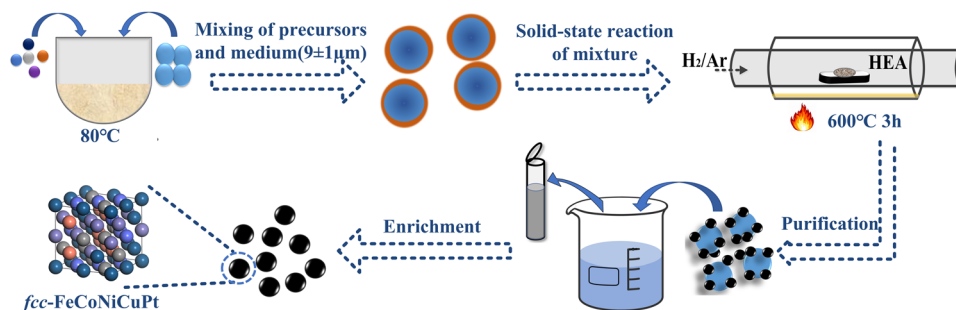 Mixing of precursors
and medium(9±1μm)
80℃
Solid-state reaction
of mixture
H₂/Ar
HEA
600℃ 3h
Purification
Enrichment
fcc-FeCoNiCuPt